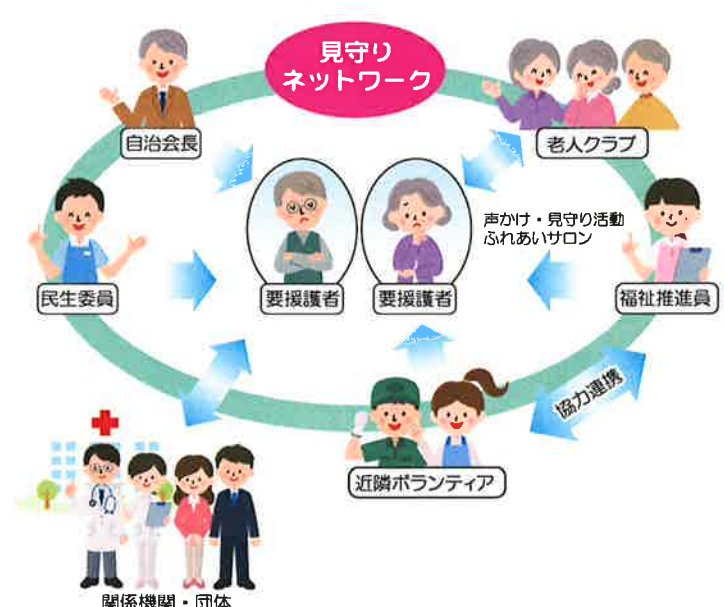 見守り
ネットワーク
自治会長
老人クラブ
声かけ・見守り活動
ふれあいサロン
民生委員
要援護者
要援護者
福祉推進員
協力連携
近隣ボランティア
関係機関・団体